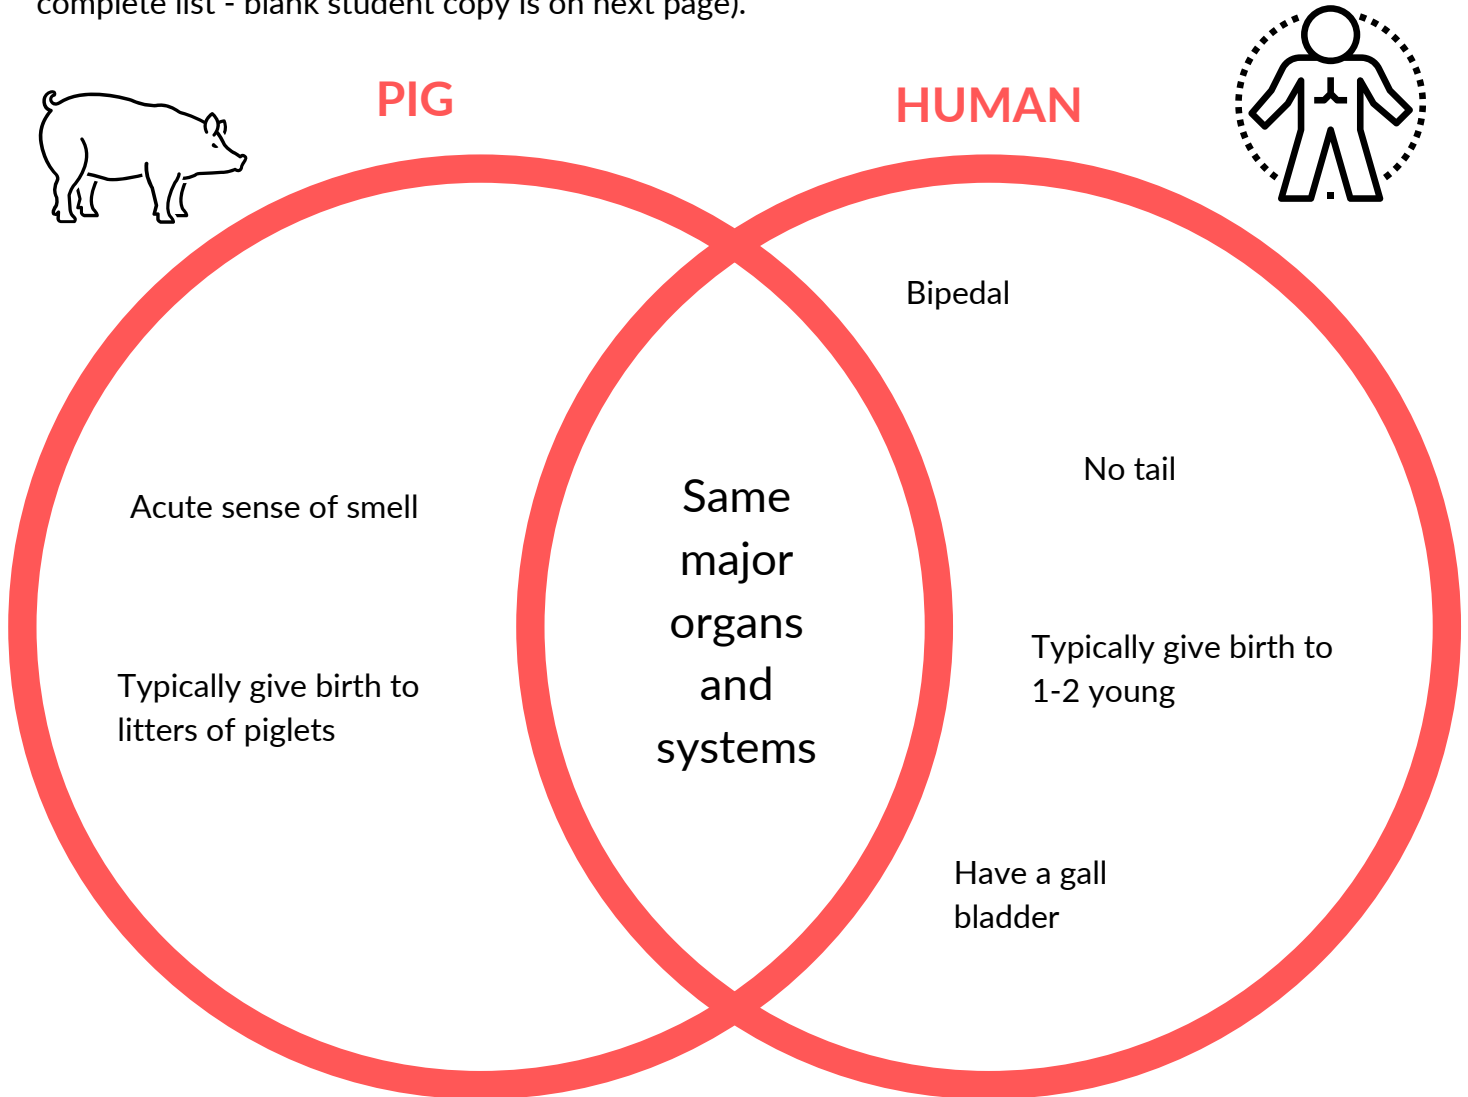 complete list - blank student copy is on next page).
PIG
HUMAN
Acute sense of smell
Typically give birth to
litters of piglets
Same
major
organs
and
systems
Bipedal
No tail
Typically give birth to
1-2 young
Have a gall
bladder